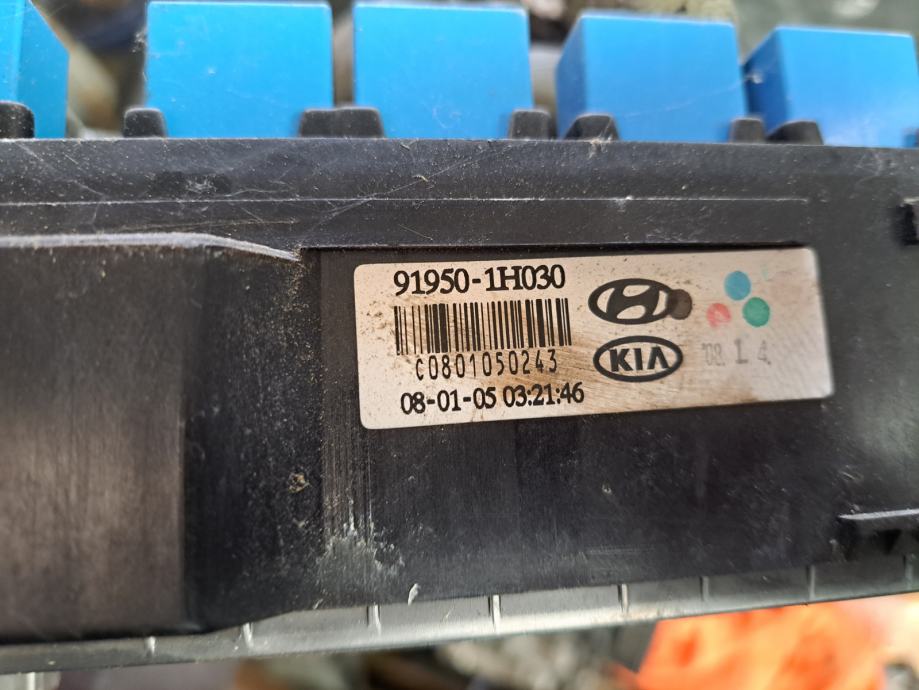 91950-1H030
C0801050243
08-01-05 03:21:46
KIA
'08. 1. 4.